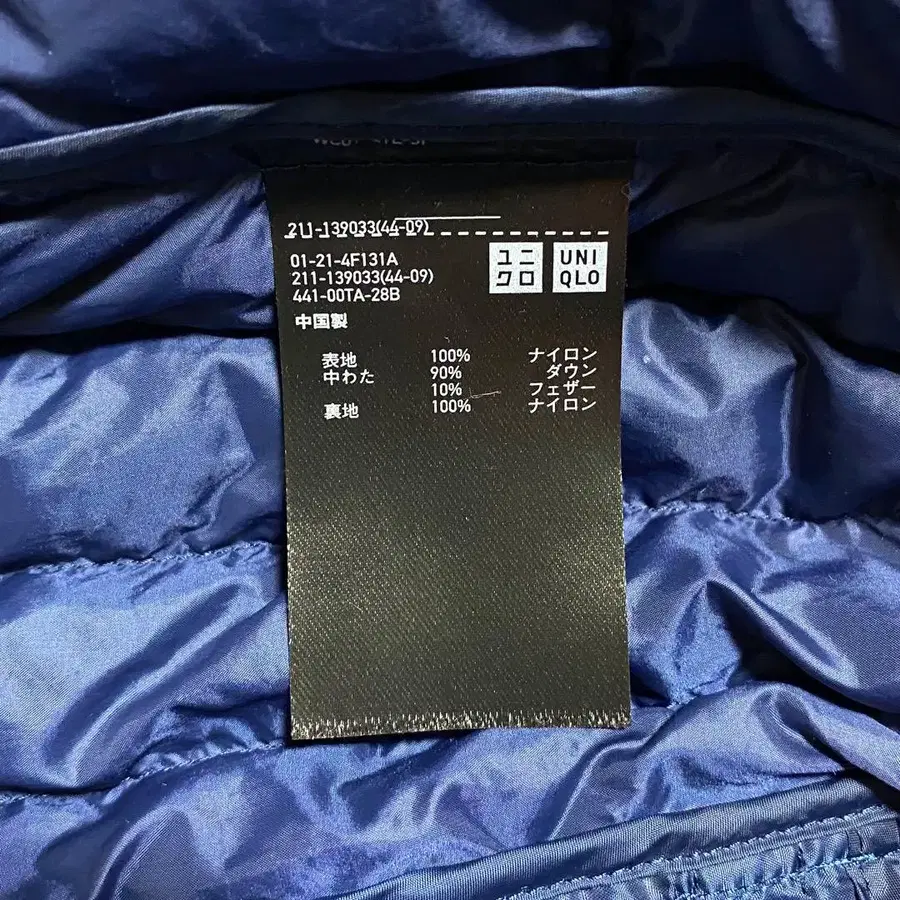 211-139033(44-09)
01-21-4F131A
211-139033(44-09)
441-00TA-28B
ユニクロ
UNIQLO
中国製
表地 100% ナイロン
中わた 90% ダウン
10% フェザー
裏地 100% ナイロン